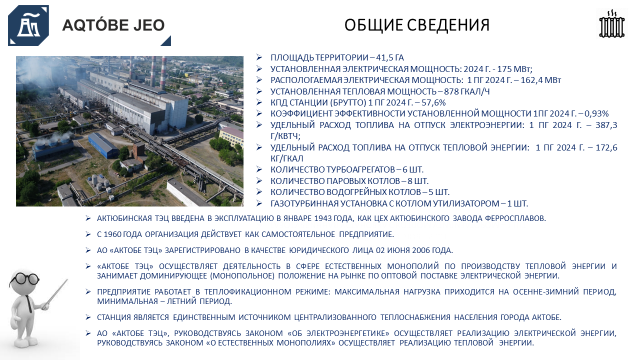 AQTÓBE JEO
ОБЩИЕ СВЕДЕНИЯ
➢ ПЛОЩАДЬ ТЕРРИТОРИИ – 41,5 ГА
➢ УСТАНОВЛЕННАЯ ЭЛЕКТРИЧЕСКАЯ МОЩНОСТЬ: 2024 Г. - 175 МВт;
➢ РАСПОЛОГАЕМАЯ ЭЛЕКТРИЧЕСКАЯ МОЩНОСТЬ: 1 ПГ 2024 Г. – 162,4 МВт
➢ УСТАНОВЛЕННАЯ ТЕПЛОВАЯ МОЩНОСТЬ – 878 ГКАЛ/Ч
➢ КПД СТАНЦИИ (БРУТТО) 1 ПГ 2024 Г. – 57,6%
➢ КОЭФФИЦИЕНТ ЭФФЕКТИВНОСТИ УСТАНОВЛЕННОЙ МОЩНОСТИ 1ПГ 2024 Г. – 0,93%
➢ УДЕЛЬНЫЙ РАСХОД ТОПЛИВА НА ОТПУСК ЭЛЕКТРОЭНЕРГИИ: 1 ПГ 2024 Г. – 387,3
Г/КВТЧ;
➢ УДЕЛЬНЫЙ РАСХОД ТОПЛИВА НА ОТПУСК ТЕПЛОВОЙ ЭНЕРГИИ: 1 ПГ 2024 Г. – 172,6
КГ/ГКАЛ
➢ КОЛИЧЕСТВО ТУРБОАГРЕГАТОВ – 6 ШТ.
➢ КОЛИЧЕСТВО ПАРОВЫХ КОТЛОВ – 8 ШТ.
➢ КОЛИЧЕСТВО ВОДОГРЕЙНЫХ КОТЛОВ – 5 ШТ.
➢ ГАЗОТУРБИННАЯ УСТАНОВКА С КОТЛОМ УТИЛИЗАТОРОМ – 1 ШТ.
➢ АКТЮБИНСКАЯ ТЭЦ ВВЕДЕНА В ЭКСПЛУАТАЦИЮ В ЯНВАРЕ 1943 ГОДА, КАК ЦЕХ АКТЮБИНСКОГО ЗАВОДА ФЕРРОСПЛАВОВ.
➢ С 1960 ГОДА ОРГАНИЗАЦИЯ ДЕЙСТВУЕТ КАК САМОСТОЯТЕЛЬНОЕ ПРЕДПРИЯТИЕ.
➢ АО «АКТОБЕ ТЭЦ» ЗАРЕГИСТРИРОВАНО В КАЧЕСТВЕ ЮРИДИЧЕСКОГО ЛИЦА 02 ИЮНЯ 2006 ГОДА.
➢ «АКТОБЕ ТЭЦ» ОСУЩЕСТВЛЯЕТ ДЕЯТЕЛЬНОСТЬ В СФЕРЕ ЕСТЕСТВЕННЫХ МОНОПОЛИЙ ПО ПРОИЗВОДСТВУ ТЕПЛОВОЙ ЭНЕРГИИ И
ЗАНИМАЕТ ДОМИНИРУЮЩЕЕ (МОНОПОЛЬНОЕ) ПОЛОЖЕНИЕ НА РЫНКЕ ПО ОПТОВОЙ ПОСТАВКЕ ЭЛЕКТРИЧЕСКОЙ ЭНЕРГИИ.
➢ ПРЕДПРИЯТИЕ РАБОТАЕТ В ТЕПЛОФИКАЦИОННОМ РЕЖИМЕ: МАКСИМАЛЬНАЯ НАГРУЗКА ПРИХОДИТСЯ НА ОСЕННЕ-ЗИМНИЙ ПЕРИОД,
МИНИМАЛЬНАЯ – ЛЕТНИЙ ПЕРИОД.
➢ СТАНЦИЯ ЯВЛЯЕТСЯ ЕДИНСТВЕННЫМ ИСТОЧНИКОМ ЦЕНТРАЛИЗОВАННОГО ТЕПЛОСНАБЖЕНИЯ НАСЕЛЕНИЯ ГОРОДА АКТОБЕ.
➢ АО «АКТОБЕ ТЭЦ», РУКОВОДСТВУЯСЬ ЗАКОНОМ «ОБ ЭЛЕКТРОЭНЕРГЕТИКЕ» ОСУЩЕСТВЛЯЕТ РЕАЛИЗАЦИЮ ЭЛЕКТРИЧЕСКОЙ ЭНЕРГИИ,
РУКОВОДСТВУЯСЬ ЗАКОНОМ «О ЕСТЕСТВЕННЫХ МОНОПОЛИЯХ» ОСУЩЕСТВЛЯЕТ РЕАЛИЗАЦИЮ ТЕПЛОВОЙ ЭНЕРГИИ.